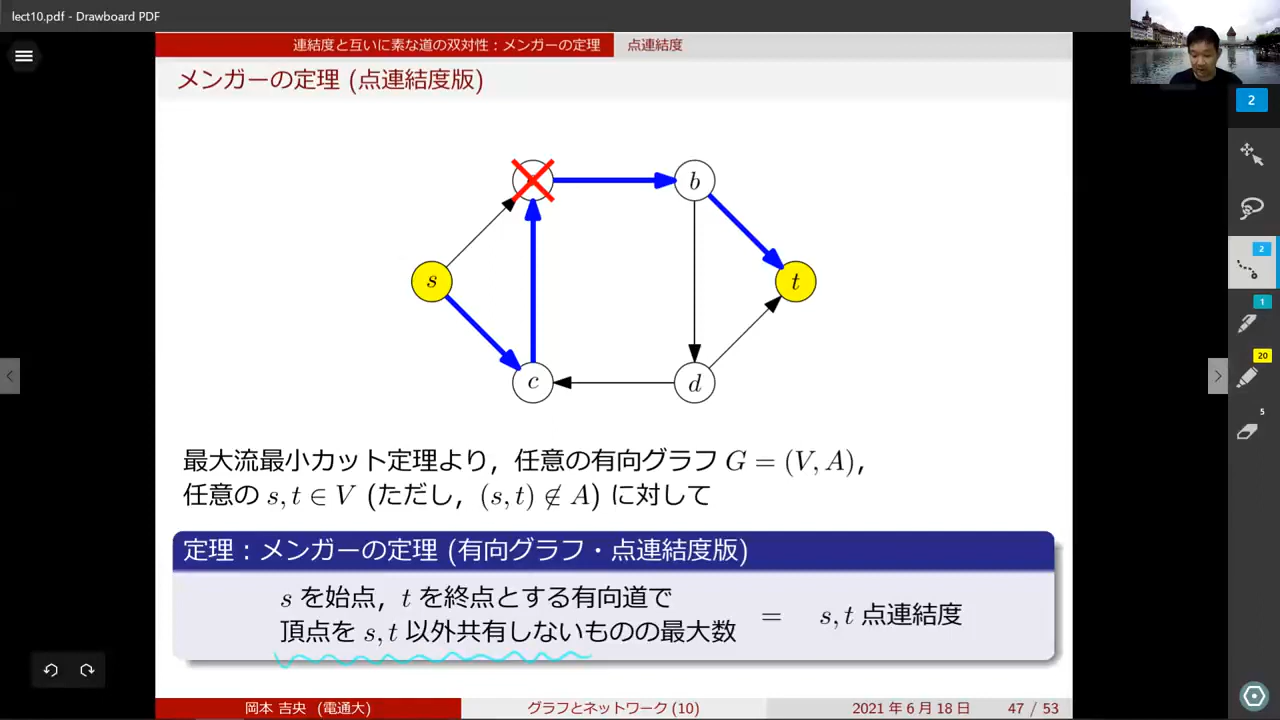 lect10.pdf - Drawboard PDF
連結度と互いに素な道の双対性:メンガーの定理 点連結度
メンガーの定理 (点連結度版)
2
b
s
t
c
d
2
1
20
5
最大流最小カット定理より,任意の有向グラフ G = (V, A),
任意の s, t ∈ V (ただし,(s, t) ∉ A) に対して
定理:メンガーの定理 (有向グラフ・点連結度版)
s を始点,t を終点とする有向道で
頂点を s, t 以外共有しないものの最大数 = s, t 点連結度
岡本 吉央 (電通大) グラフとネットワーク (10) 2021 年 6 月 18 日 47 / 53